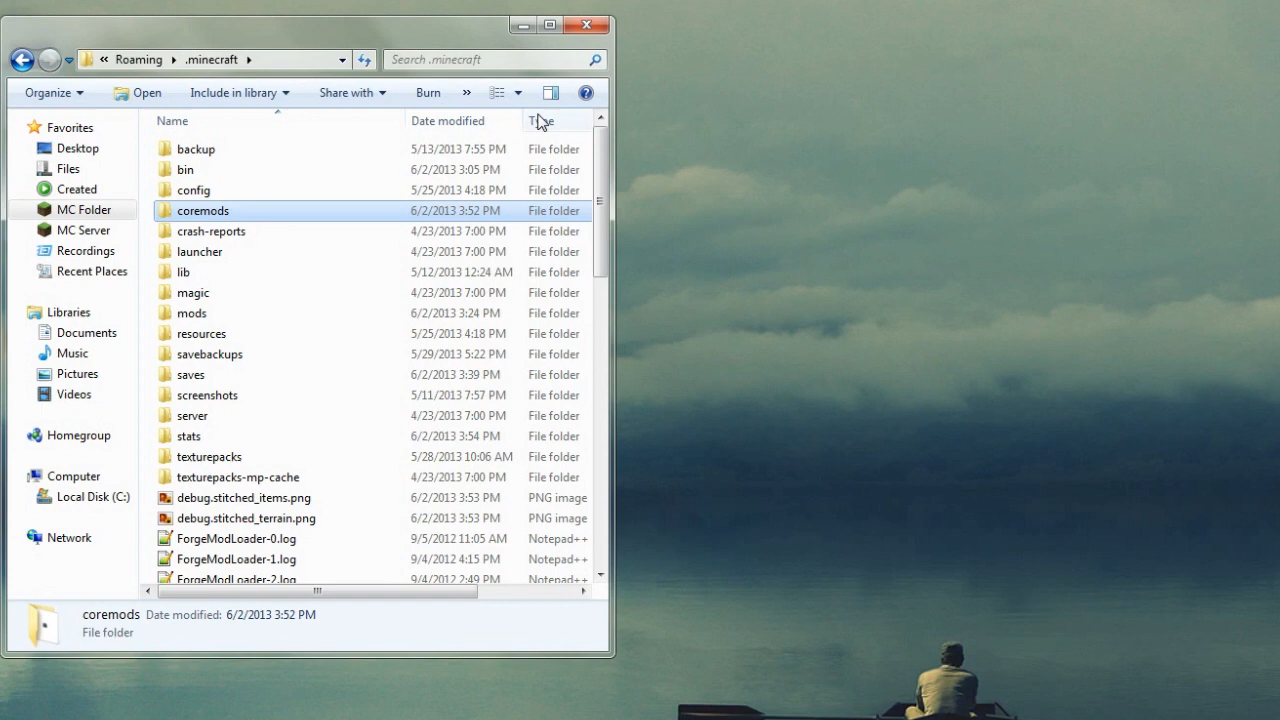 « Roaming .minecraft
Search .minecraft
Organize Open Include in library Share with Burn »
Name Date modified Type
Favorites
Desktop
Files
Created
MC Folder
MC Server
Recordings
Recent Places
Libraries
Documents
Music
Pictures
Videos
Homegroup
Computer
Local Disk (C:)
Network
backup 5/13/2013 7:55 PM File folder
bin 6/2/2013 3:05 PM File folder
config 5/25/2013 4:18 PM File folder
coremods 6/2/2013 3:52 PM File folder
crash-reports 4/23/2013 7:00 PM File folder
launcher 4/23/2013 7:00 PM File folder
lib 5/12/2013 12:24 AM File folder
magic 4/23/2013 7:00 PM File folder
mods 6/2/2013 3:24 PM File folder
resources 5/25/2013 4:18 PM File folder
savebackups 5/29/2013 5:22 PM File folder
saves 6/2/2013 3:39 PM File folder
screenshots 5/11/2013 7:57 PM File folder
server 4/23/2013 7:00 PM File folder
stats 6/2/2013 3:54 PM File folder
texturepacks 5/28/2013 10:06 AM File folder
texturepacks-mp-cache 4/23/2013 7:00 PM File folder
debug.stitched_items.png 6/2/2013 3:53 PM PNG image
debug.stitched_terrain.png 6/2/2013 3:53 PM PNG image
ForgeModLoader-0.log 9/5/2012 11:05 AM Notepad++
ForgeModLoader-1.log 9/4/2012 4:15 PM Notepad++
ForgeModLoader-2.log 9/4/2012 2:49 PM Notepad++
coremods Date modified: 6/2/2013 3:52 PM
File folder